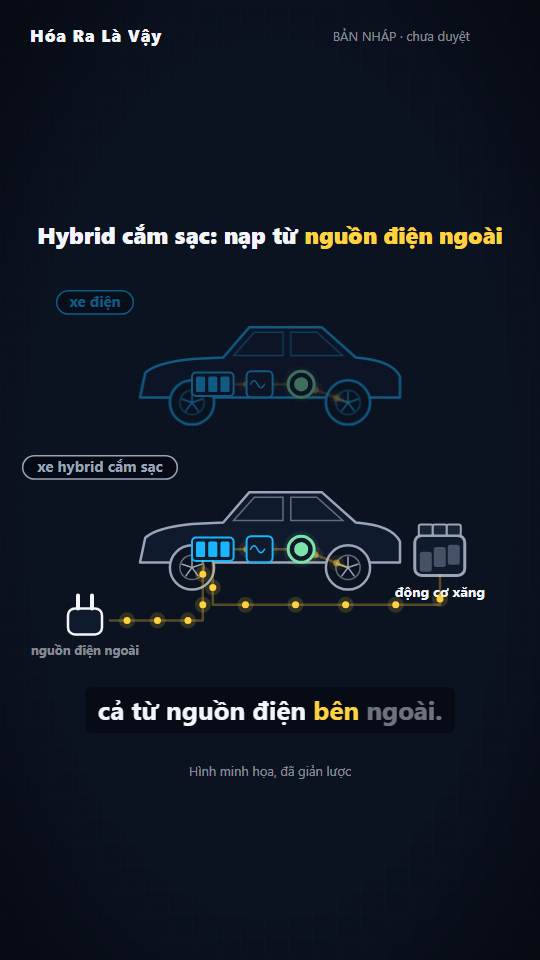 Hóa Ra Là Vậy
BẢN NHÁP · chưa duyệt
Hybrid cắm sạc: nạp từ nguồn điện ngoài
xe điện
xe hybrid cắm sạc
động cơ xăng
nguồn điện ngoài
cả từ nguồn điện bên ngoài.
Hình minh họa, đã giản lược